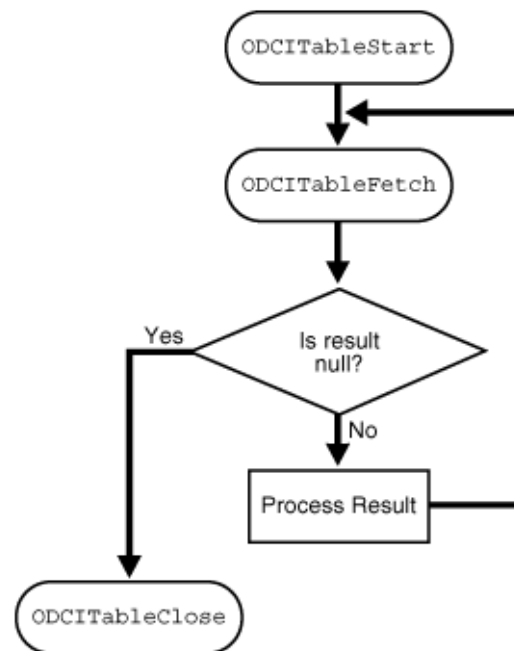 ODCITableStart
ODCITableFetch
Is result
null?
Yes
No
Process Result
ODCITableClose